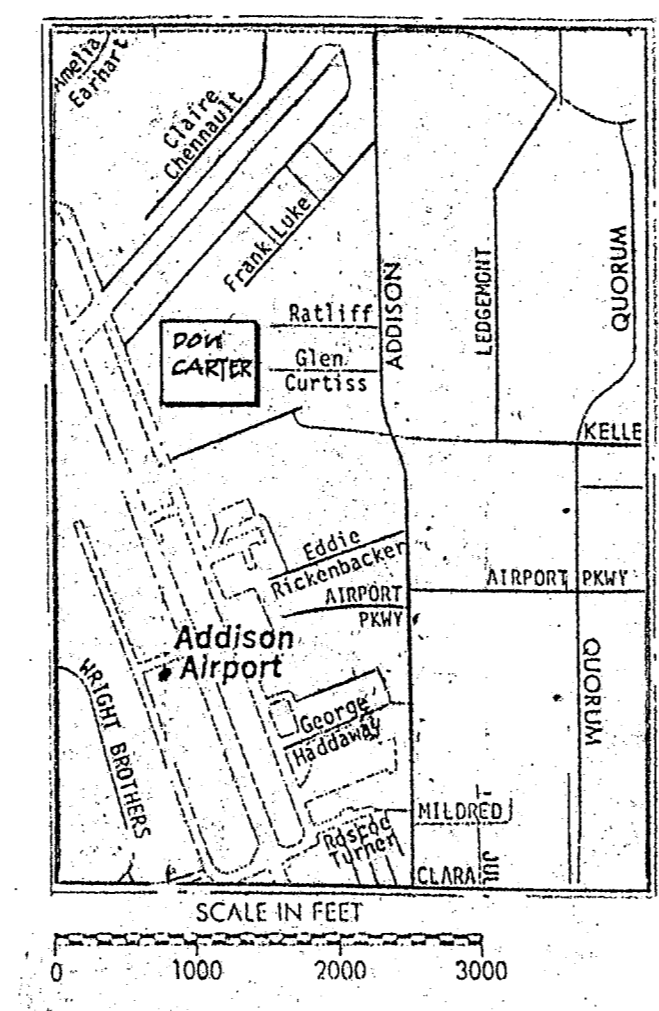 Amelia
Earhart
Claire
Chennault
Frank Luke
Ratliff
ADDISON
LEDGEMONT
QUORUM
DON
CARTER
Glen
Curtiss
KELLE
Eddie
Rickenbacker
AIRPORT PKWY
AIRPORT
PKWY
Addison
Airport
WRIGHT BROTHERS
QUORUM
George
Haddaway
MILDRED
Roscoe
Turner
CLARA
JUL
SCALE IN FEET
0 1000 2000 3000